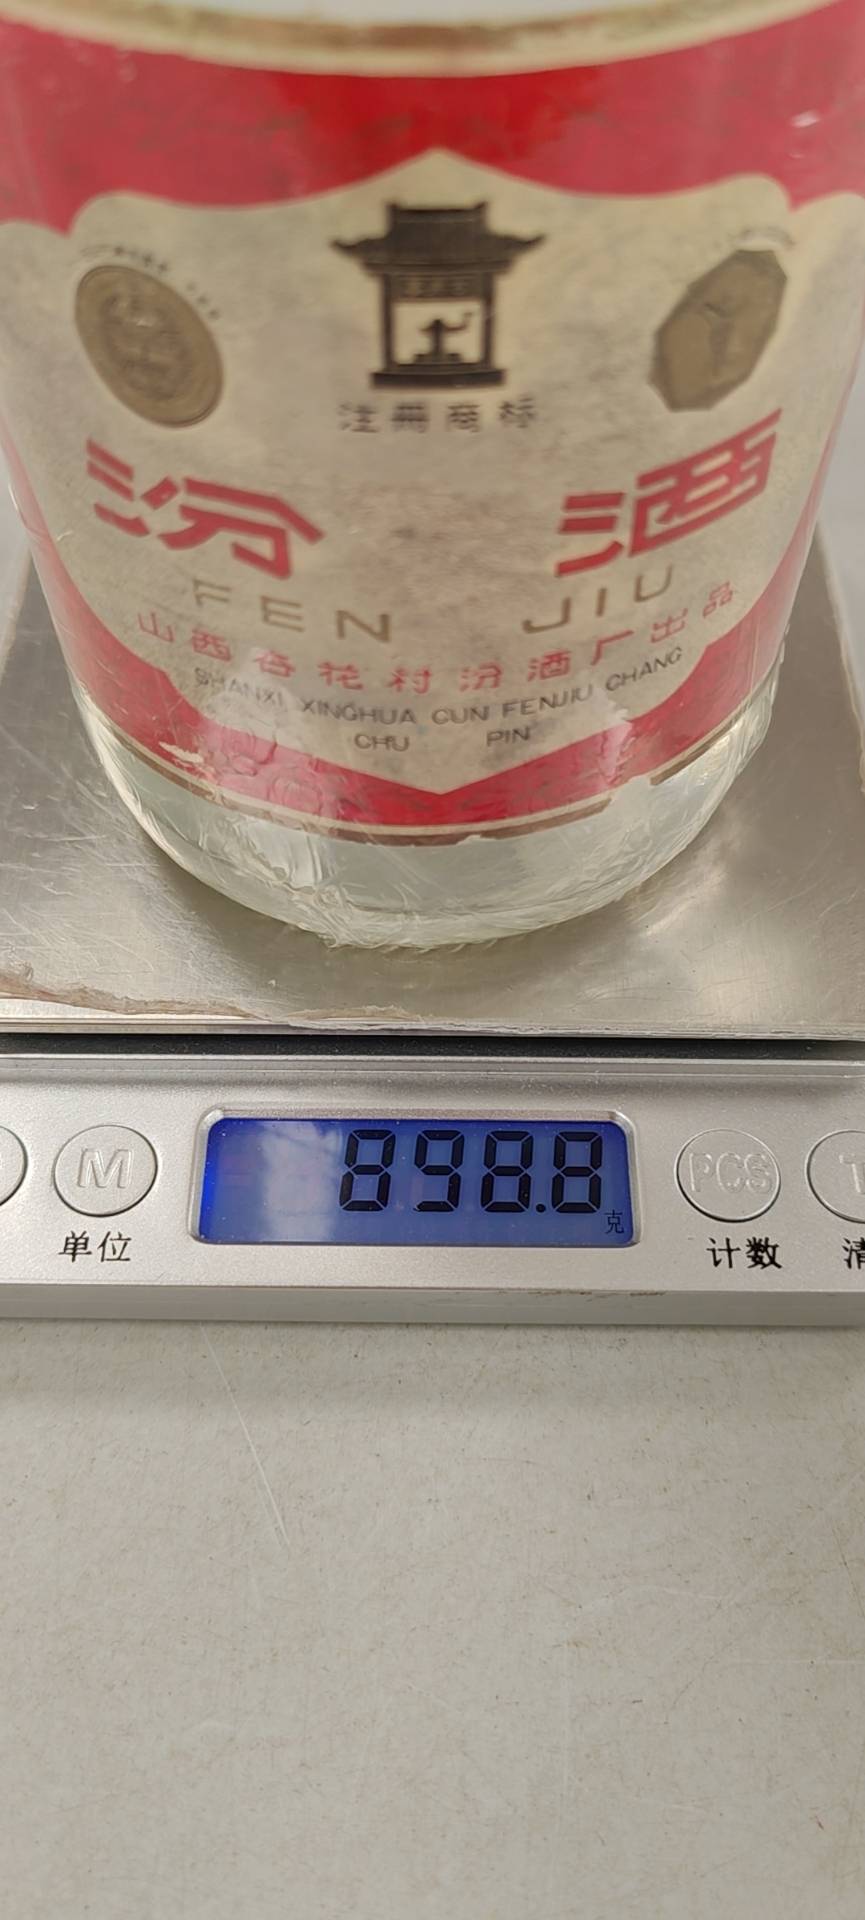 注册商标
汾酒
FEN JIU
山西杏花村汾酒厂出品
SHANXI XINGHUA CUN FENJIU CHANG
CHU PIN
898.8
克
M
PCS
T
单位
计数
清